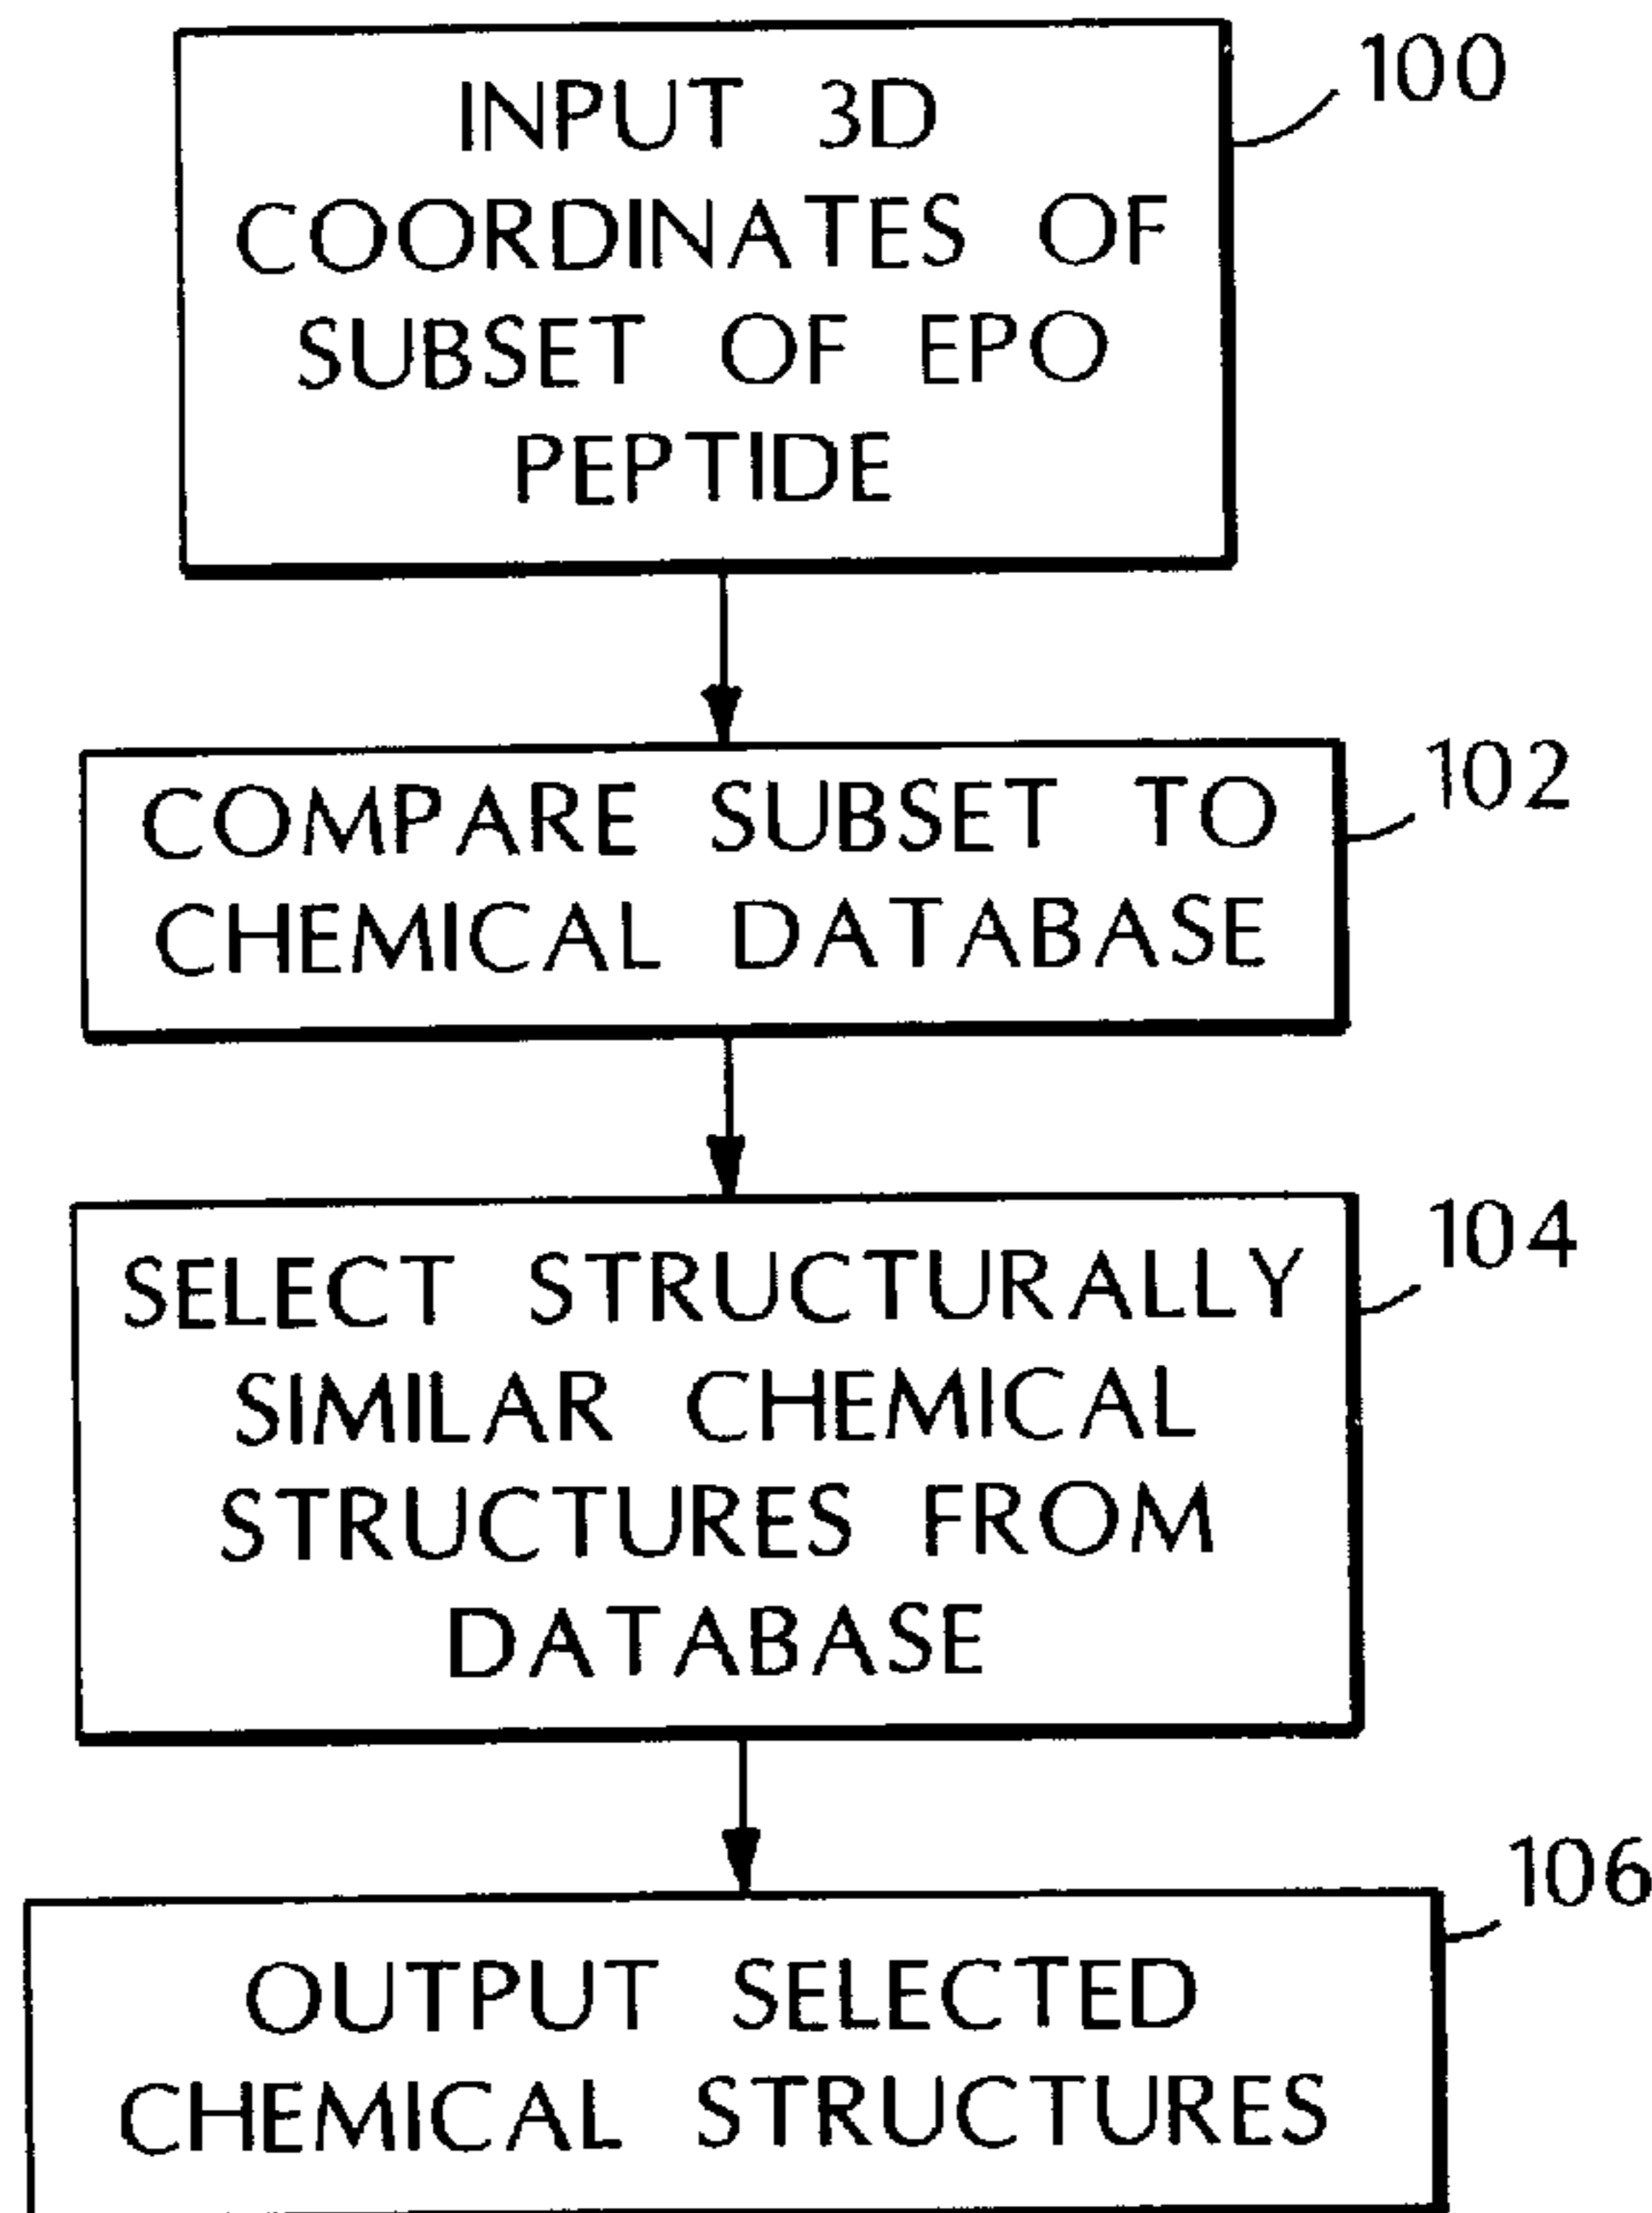 INPUT 3D
COORDINATES OF
SUBSET OF EPO
PEPTIDE
100
COMPARE SUBSET TO
CHEMICAL DATABASE
102
SELECT STRUCTURALLY
SIMILAR CHEMICAL
STRUCTURES FROM
DATABASE
104
OUTPUT SELECTED
CHEMICAL STRUCTURES
106